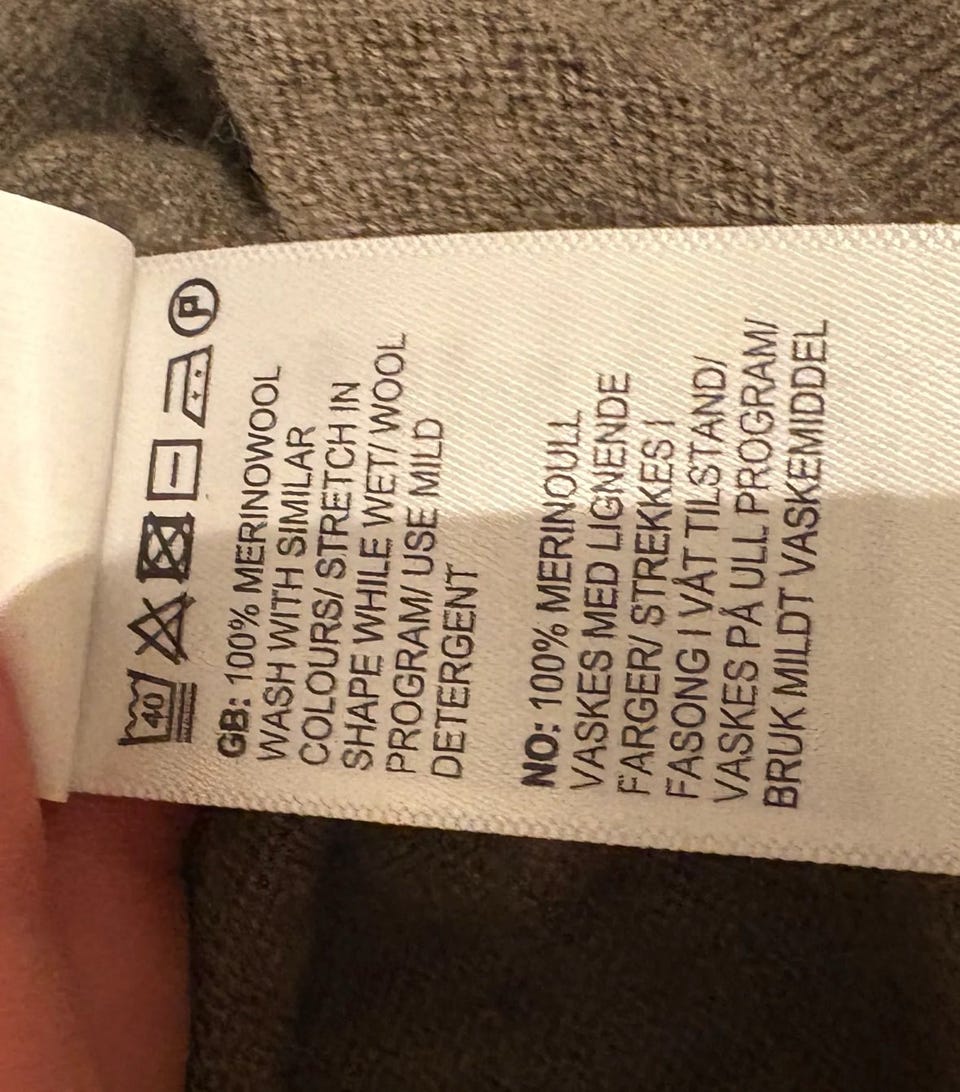 40 P
GB: 100% MERINOWOOL
WASH WITH SIMILAR
COLOURS/ STRETCH IN
SHAPE WHILE WET/ WOOL
PROGRAM/ USE MILD
DETERGENT
NO: 100% MERINOULL
VASKES MED LIGNENDE
FARGER/ STREKKES I
FASONG I VÅT TILSTAND/
VASKES PÅ ULL PROGRAM/
BRUK MILDT VASKEMIDDEL